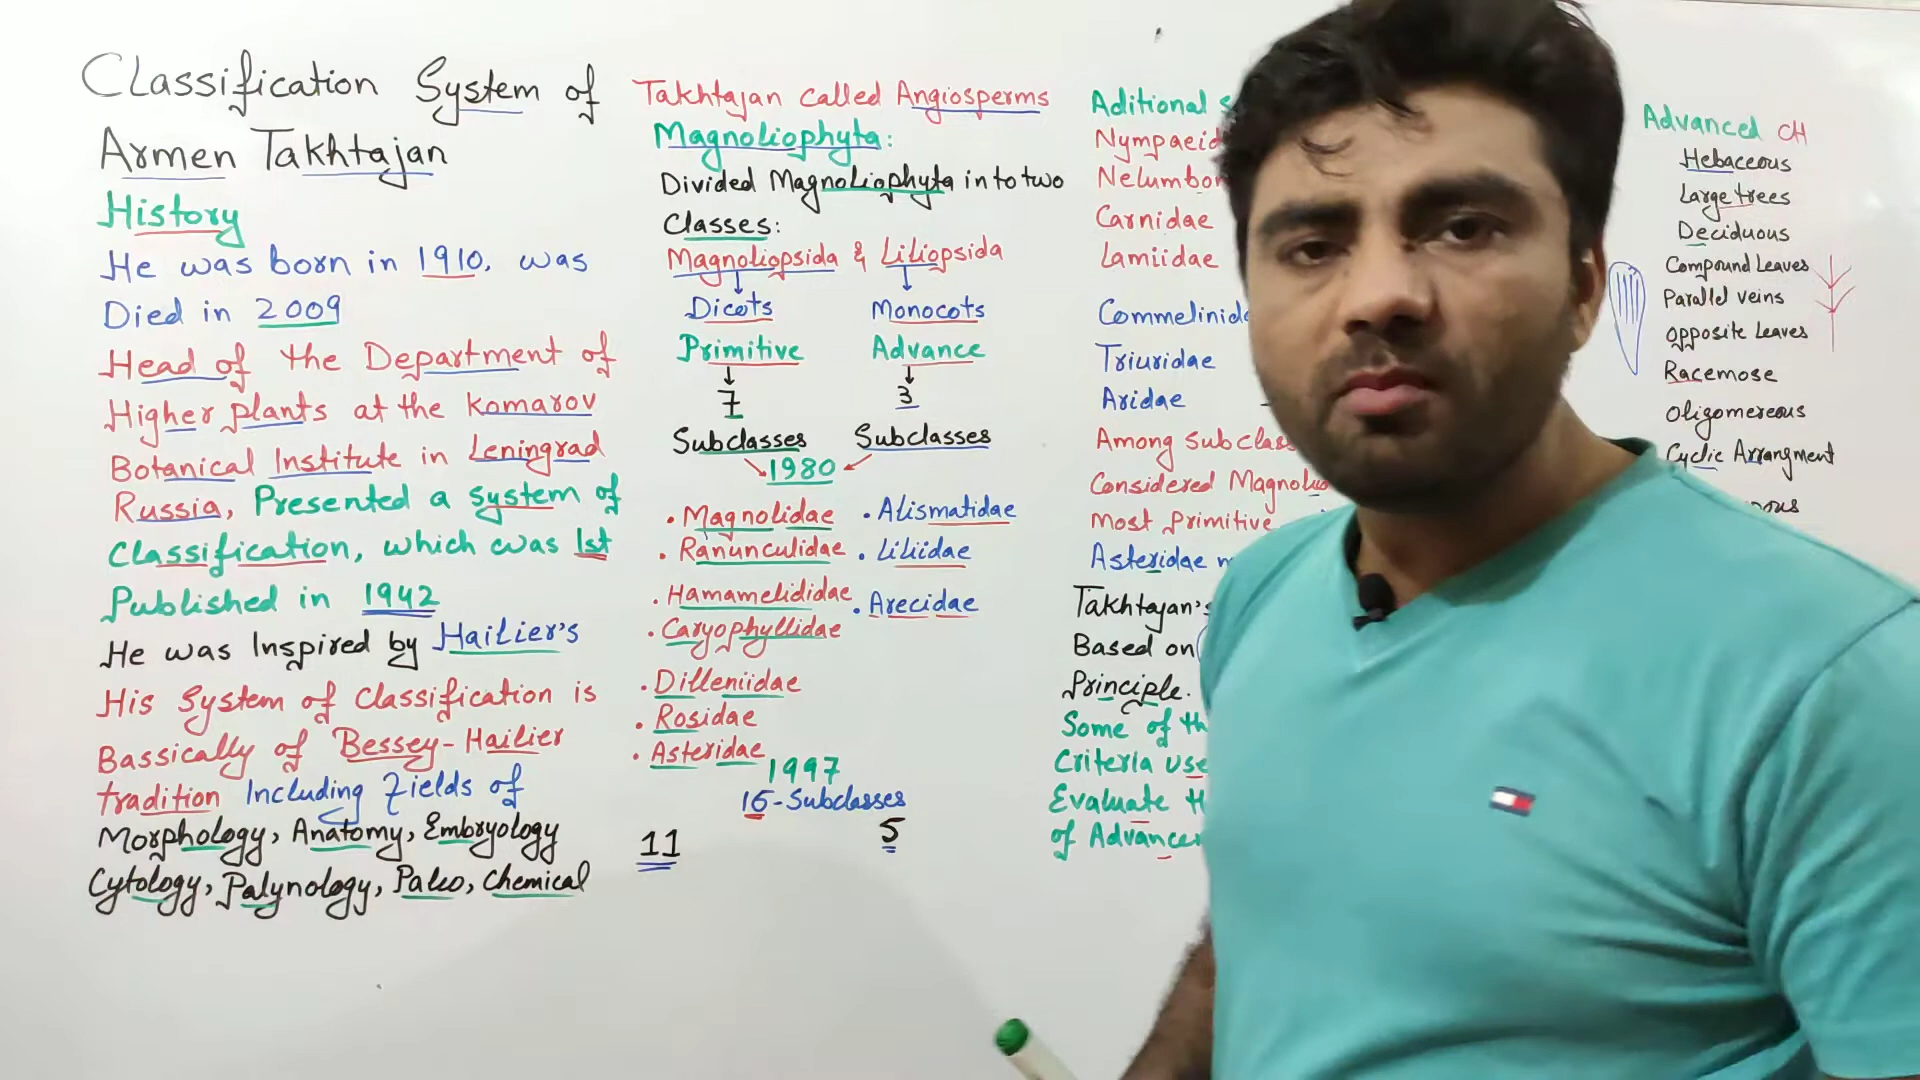 Classification System of
Armen Takhtajan
History
He was born in 1910, was
Died in 2009
Head of the Department of
Higher plants at the Komarov
Botanical Institute in Leningrad
Russia, Presented a system of
Classification, which was 1st
Published in 1942
He was Inspired by Hailier's
His System of Classification is
Bassically of Bessey-Hailier
tradition Including Fields of
Morphology, Anatomy, Embryology
Cytology, Palynology, Paleo, Chemical
Takhtajan called Angiosperms
Magnoliophyta:
Divided Magnoliophyta in to two
Classes:
Magnoliopsida & Liliopsida
Dicots Monocots
Primitive Advance
7 3
Subclasses Subclasses
1980
• Magnolidae • Alismatidae
• Ranunculidae • Liliidae
• Hamamelididae • Arecidae
• Caryophyllidae
• Dilleniidae
• Rosidae
• Asteridae
1997
16-Subclasses
11 5
Aditional
Nympaeid
Nelumbon
Carnidae
Lamiidae
Commelinid
Triuridae
Aridae
Among Subclas
Considered Magnol
Most Primitive
Asteridae
Takhtajan's
Based on
Principle.
Some of th
Criteria use
Evaluate
of Advance
Advanced CH
Hebaceous
Large trees
Deciduous
Compound Leaves
Parallel veins
Opposite Leaves
Racemose
Oligomereous
Cyclic Arrangment